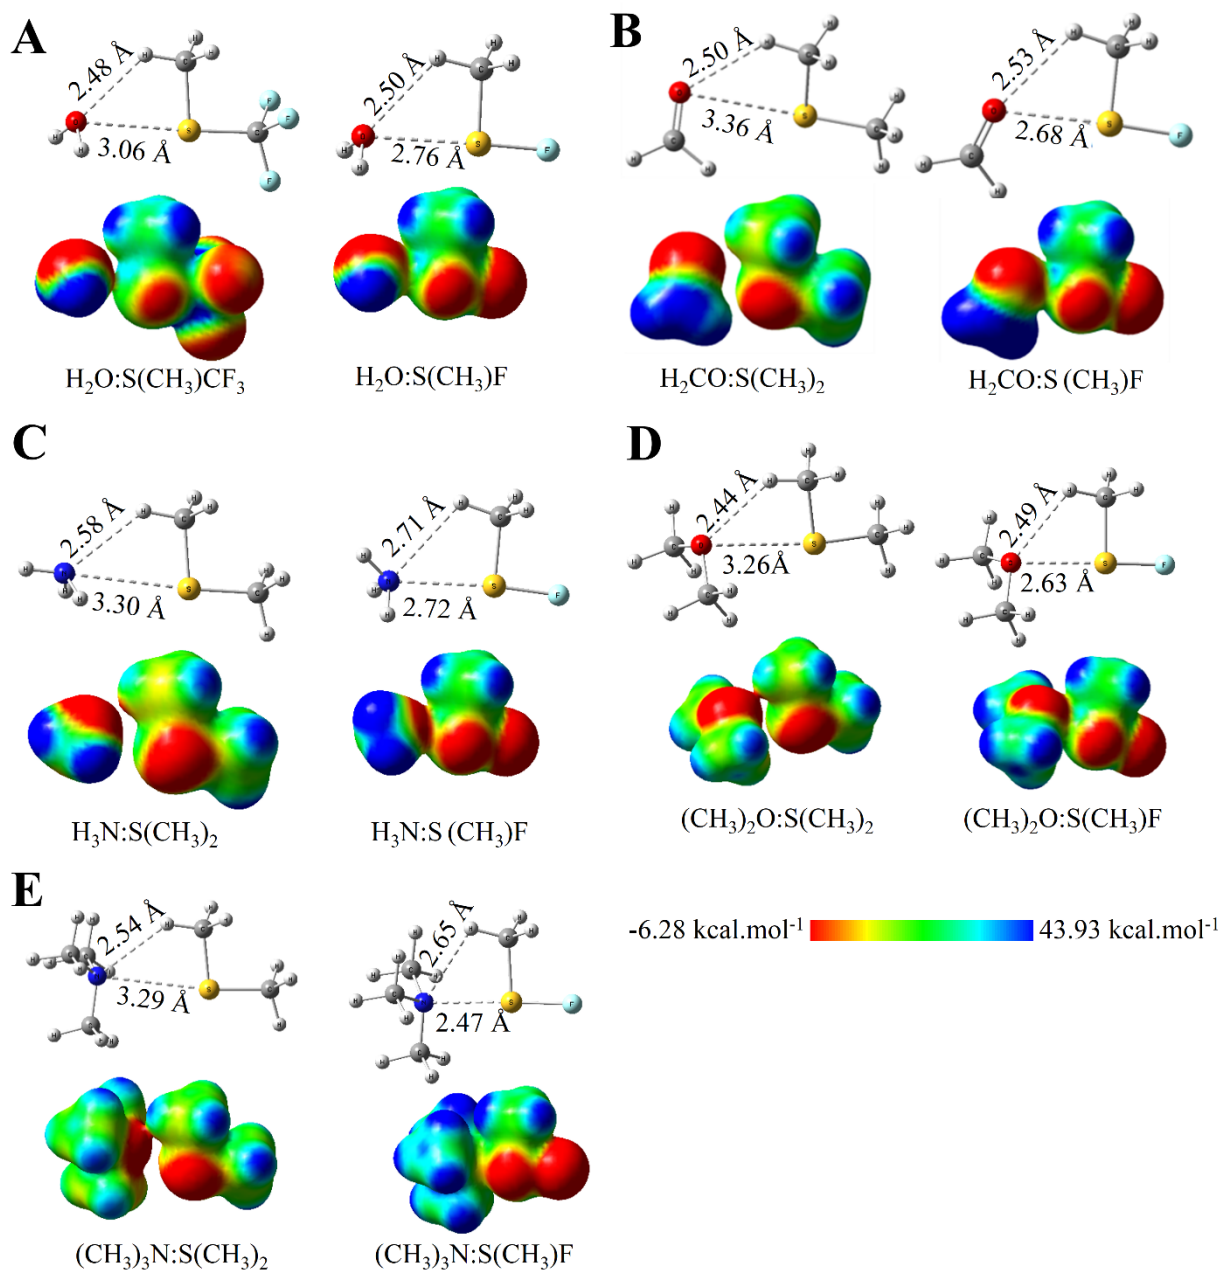 A
2.48 Å
3.06 Å
H₂O:S(CH₃)CF₃
2.50 Å
2.76 Å
H₂O:S(CH₃)F
B
2.50 Å
3.36 Å
H₂CO:S(CH₃)₂
2.53 Å
2.68 Å
H₂CO:S (CH₃)F
C
2.58 Å
3.30 Å
H₃N:S(CH₃)₂
2.71 Å
2.72 Å
H₃N:S (CH₃)F
D
2.44 Å
3.26Å
(CH₃)₂O:S(CH₃)₂
2.49 Å
2.63 Å
(CH₃)₂O:S(CH₃)F
E
2.54 Å
3.29 Å
(CH₃)₃N:S(CH₃)₂
2.65 Å
2.47 Å
(CH₃)₃N:S(CH₃)F
-6.28 kcal.mol⁻¹ 43.93 kcal.mol⁻¹